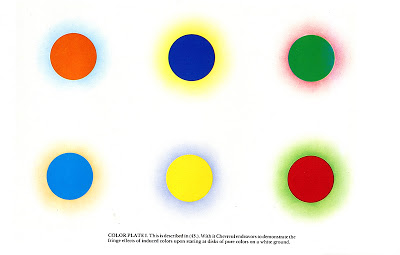 COLOR PLATE I. This is described in (45.). With it Chevreul endeavors to demonstrate the
fringe-effects of induced colors upon staring at disks of pure colors on a white ground.